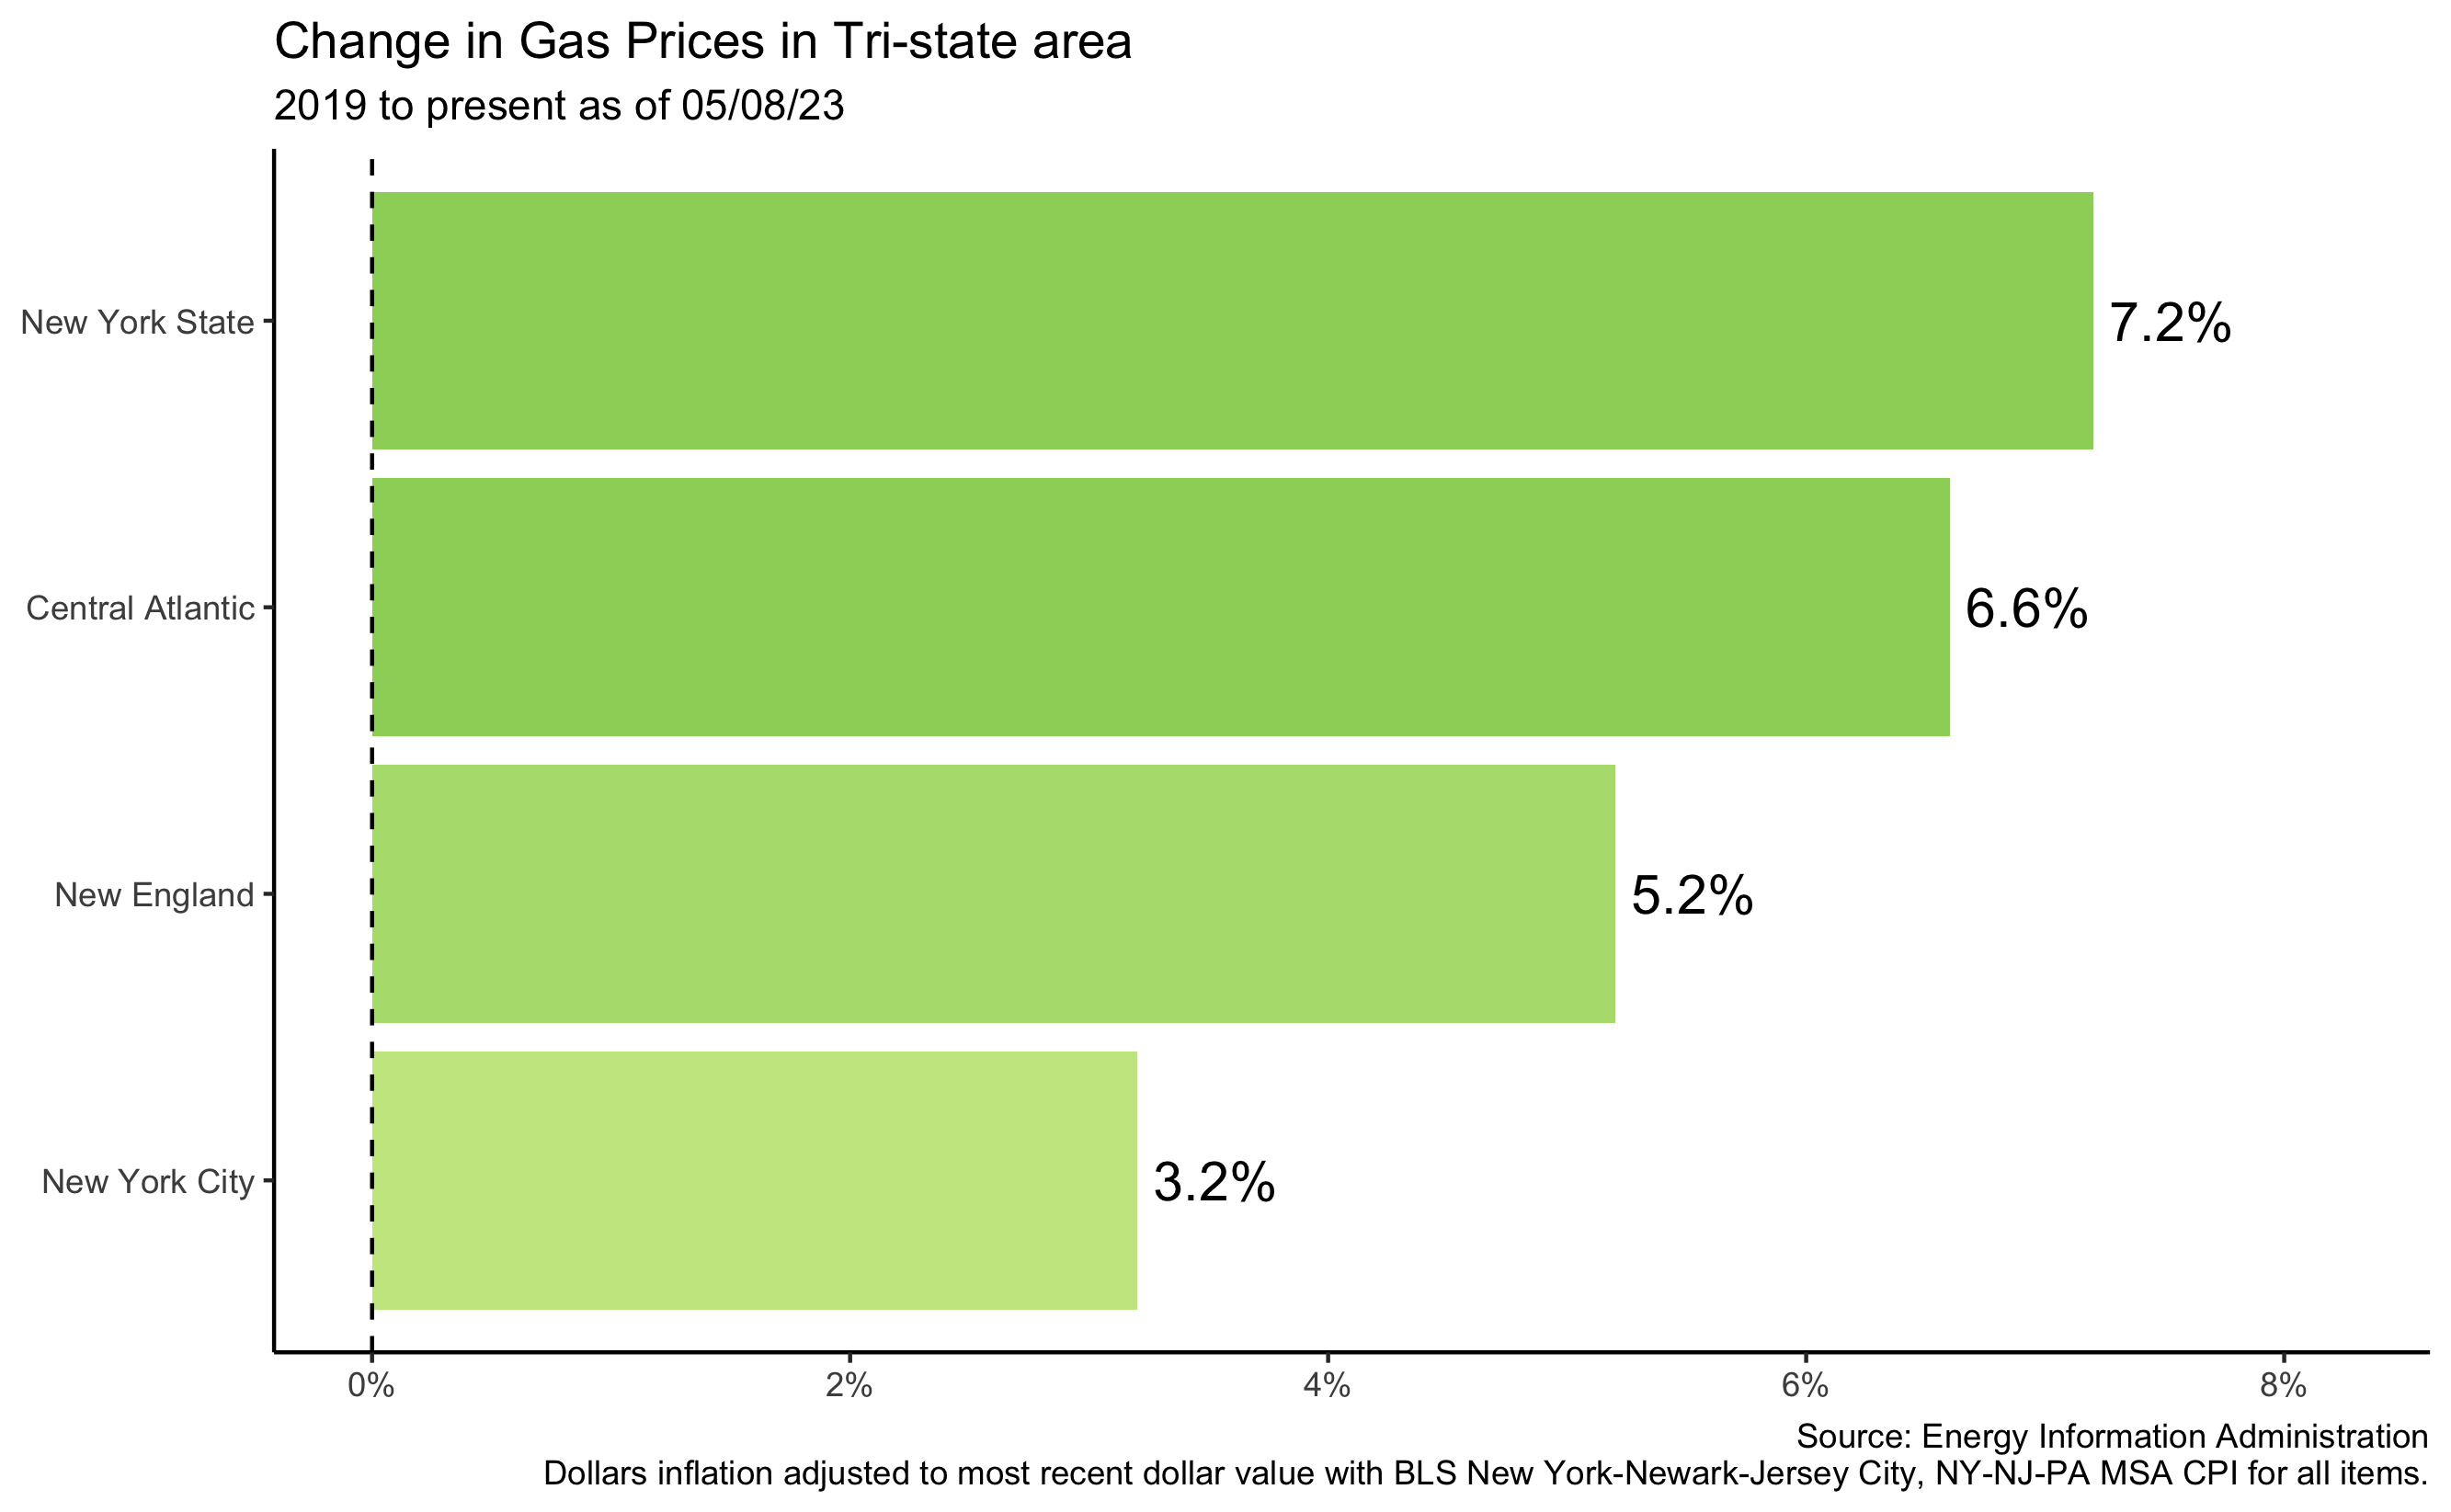 Change in Gas Prices in Tri-state area
2019 to present as of 05/08/23
New York State
7.2%
Central Atlantic
6.6%
New England
5.2%
New York City
3.2%
0%
2%
4%
6%
8%
Source: Energy Information Administration
Dollars inflation adjusted to most recent dollar value with BLS New York-Newark-Jersey City, NY-NJ-PA MSA CPI for all items.